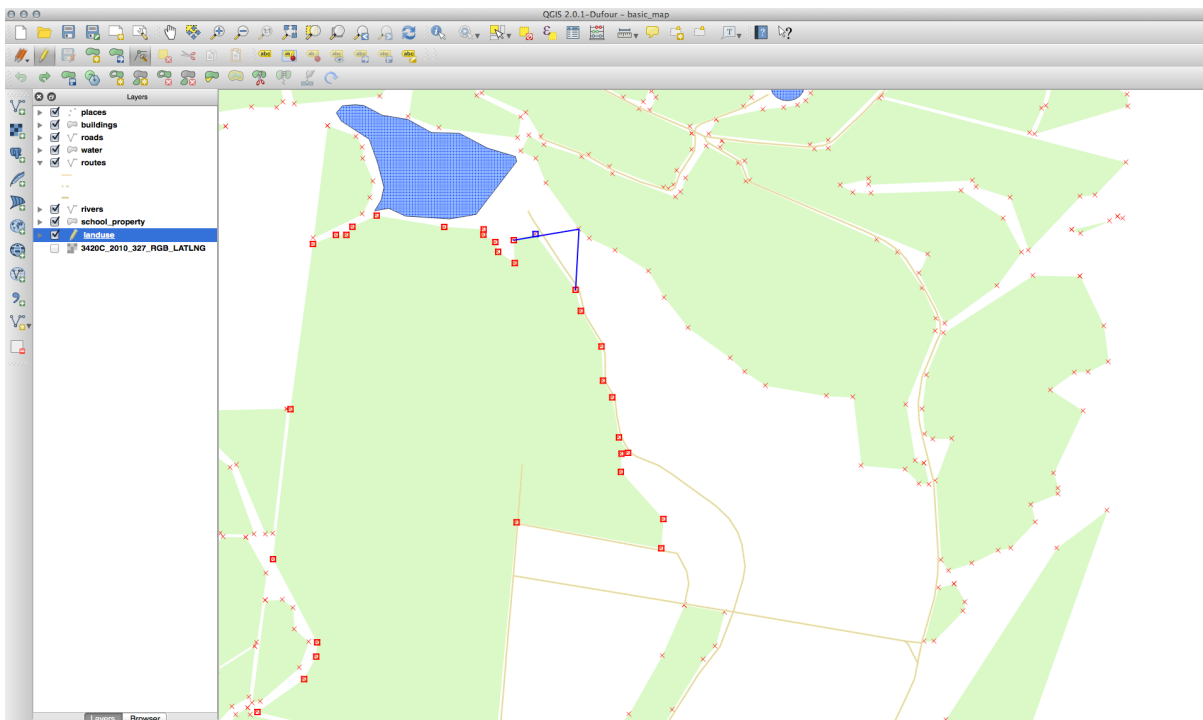 QGIS 2.0.1-Dufour - basic_map
Layers
places
buildings
roads
water
routes
rivers
school_property
landuse
3420C_2010_327_RGB_LATLNG
Layers Browser